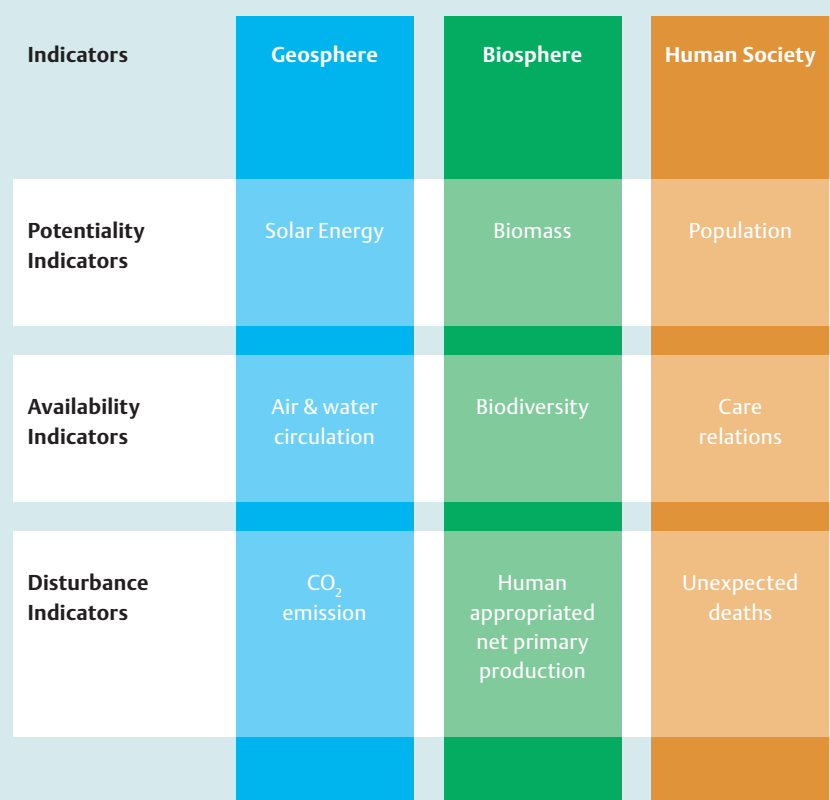 Indicators
Geosphere
Biosphere
Human Society
Potentiality
Indicators
Solar Energy
Biomass
Population
Availability
Indicators
Air & water
circulation
Biodiversity
Care
relations
Disturbance
Indicators
CO₂
emission
Human
appropriated
net primary
production
Unexpected
deaths